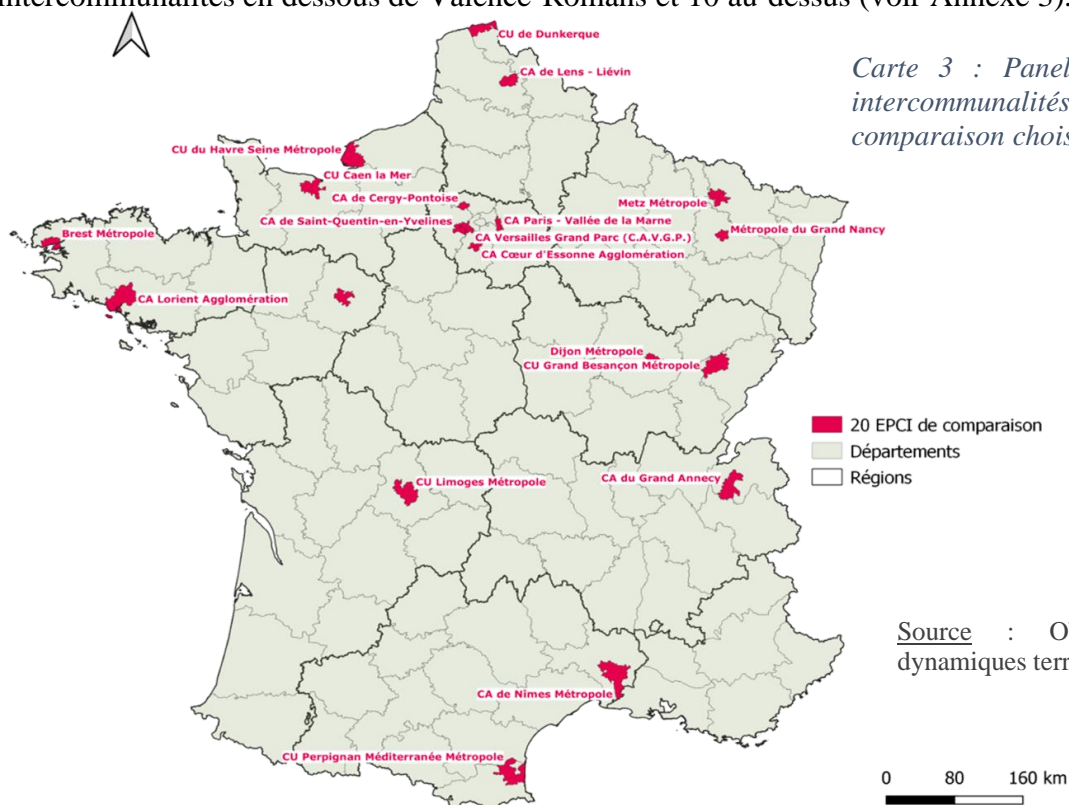 intercommunalités en dessous de Valence-Romans et 10 au-dessus (voir Annexe 3).
Carte 3 : Panel
intercommunalités
comparaison chois
CU de Dunkerque
CA de Lens - Liévin
CU du Havre Seine Métropole
CU Caen la Mer
CA de Cergy-Pontoise
Metz Métropole
CA de Saint-Quentin-en-Yvelines
CA Paris - Vallée de la Marne
Métropole du Grand Nancy
Brest Métropole
CA Versailles Grand Parc (C.A.V.G.P.)
CA Cœur d'Essonne Agglomération
CA Lorient Agglomération
Dijon Métropole
CU Grand Besançon Métropole
20 EPCI de comparaison
Départements
Régions
CU Limoges Métropole
CA du Grand Annecy
Source : O
dynamiques terr
CA de Nîmes Métropole
CU Perpignan Méditerranée Métropole
0 80 160 km